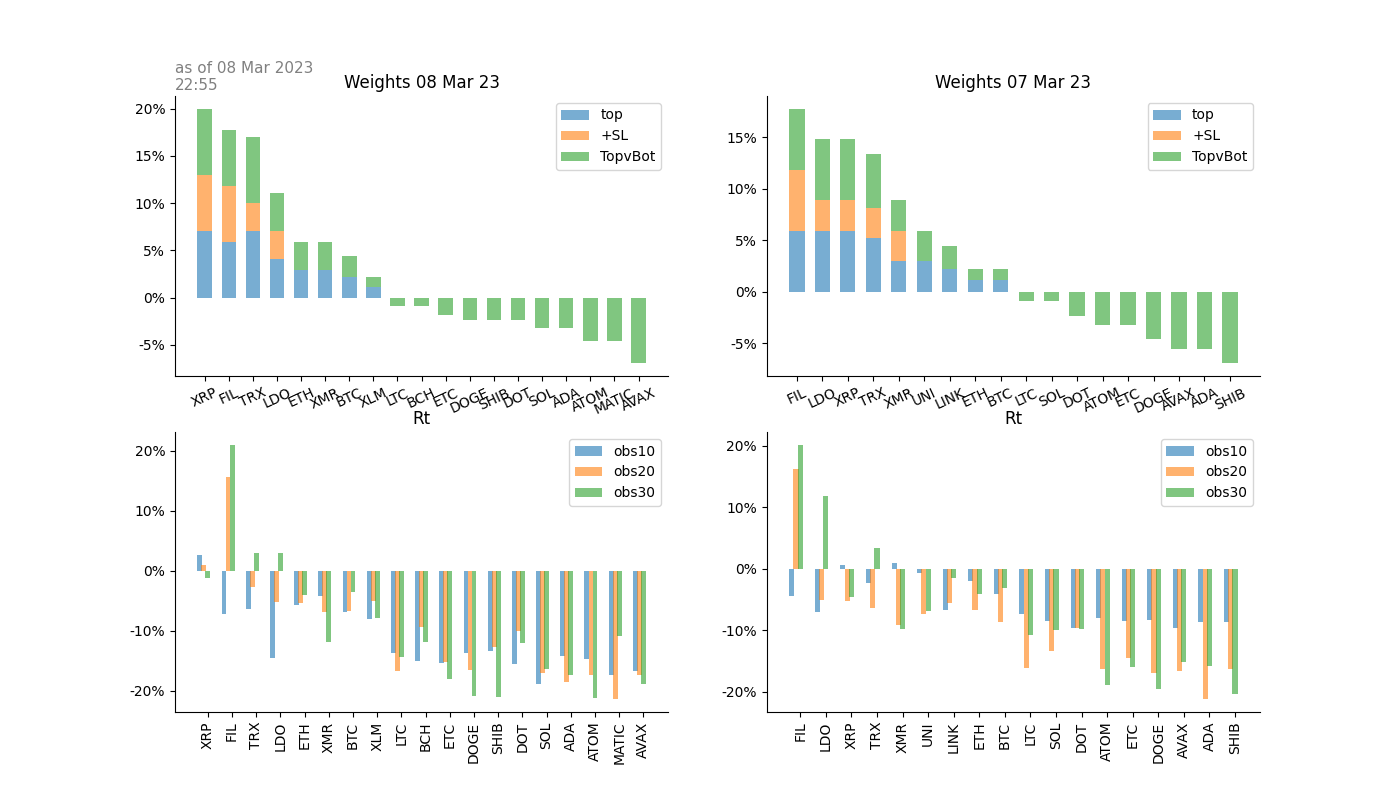 as of 08 Mar 2023
22:55
Weights 08 Mar 23
20%
15%
10%
5%
0%
-5%
top
+SL
TopvBot
XRP FIL TRX LDO ETH XMR BTC XLM LTC BCH ETC DOGE SHIB DOT SOL ADA ATOM MATIC AVAX
Weights 07 Mar 23
15%
10%
5%
0%
-5%
top
+SL
TopvBot
FIL LDO XRP TRX XMR UNI LINK ETH BTC LTC SOL DOT ATOM ETC DOGE AVAX ADA SHIB
Rt
20%
10%
0%
-10%
-20%
obs10
obs20
obs30
XRP FIL TRX LDO ETH XMR BTC XLM LTC BCH ETC DOGE SHIB DOT SOL ADA ATOM MATIC AVAX
Rt
20%
10%
0%
-10%
-20%
obs10
obs20
obs30
FIL LDO XRP TRX XMR UNI LINK ETH BTC LTC SOL DOT ATOM ETC DOGE AVAX ADA SHIB